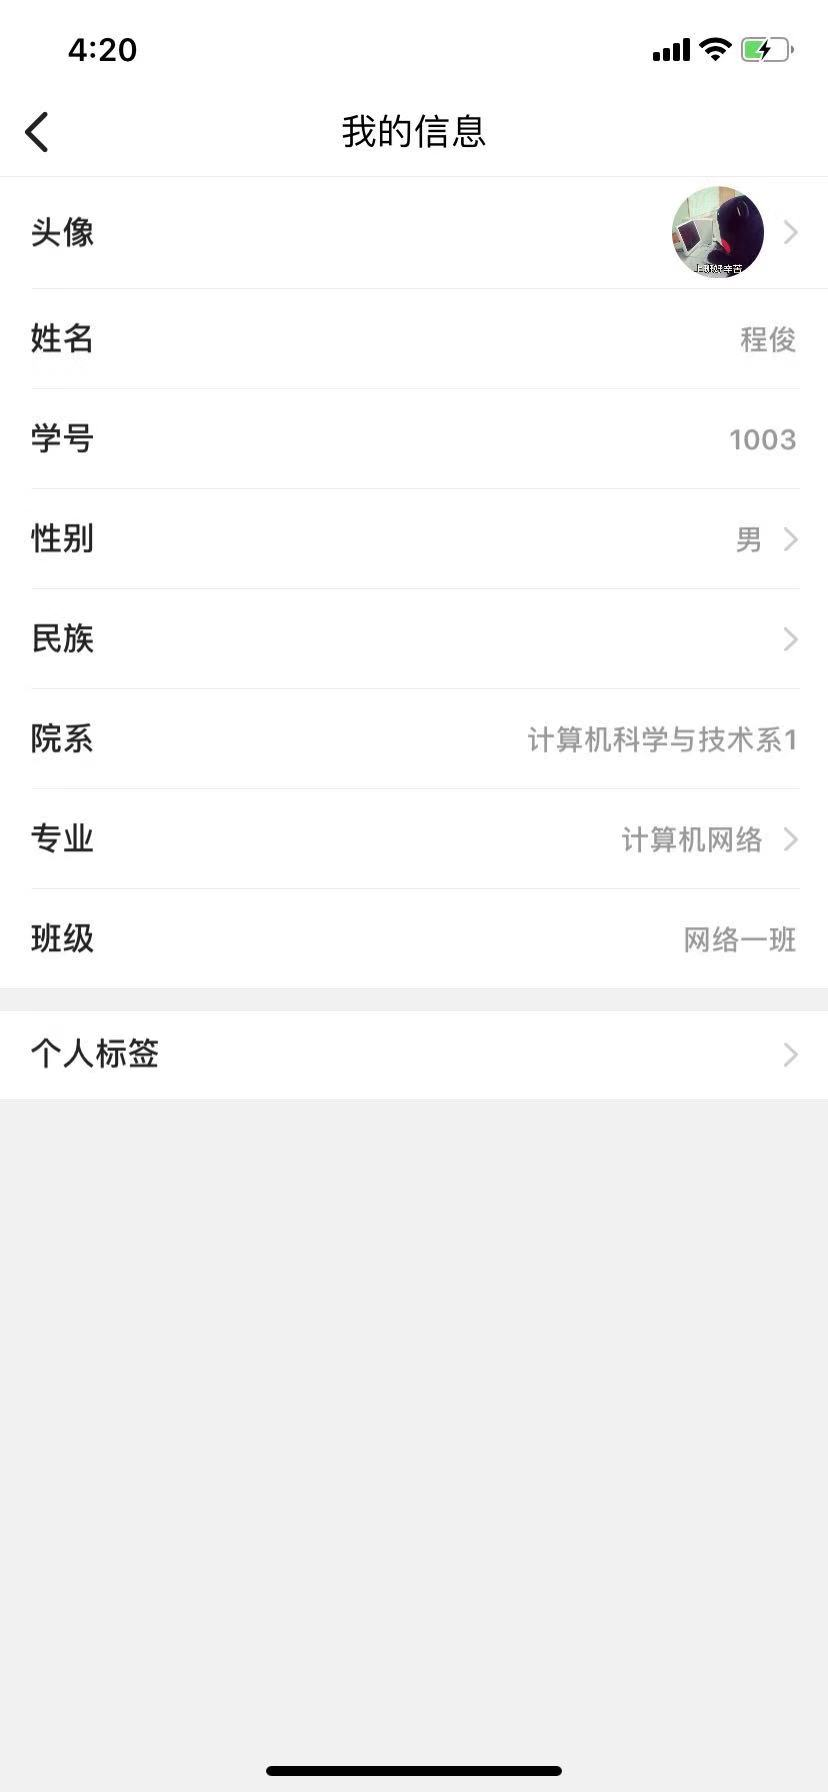 4:20
我的信息
头像
姓名 程俊
学号 1003
性别 男
民族
院系 计算机科学与技术系1
专业 计算机网络
班级 网络一班
个人标签